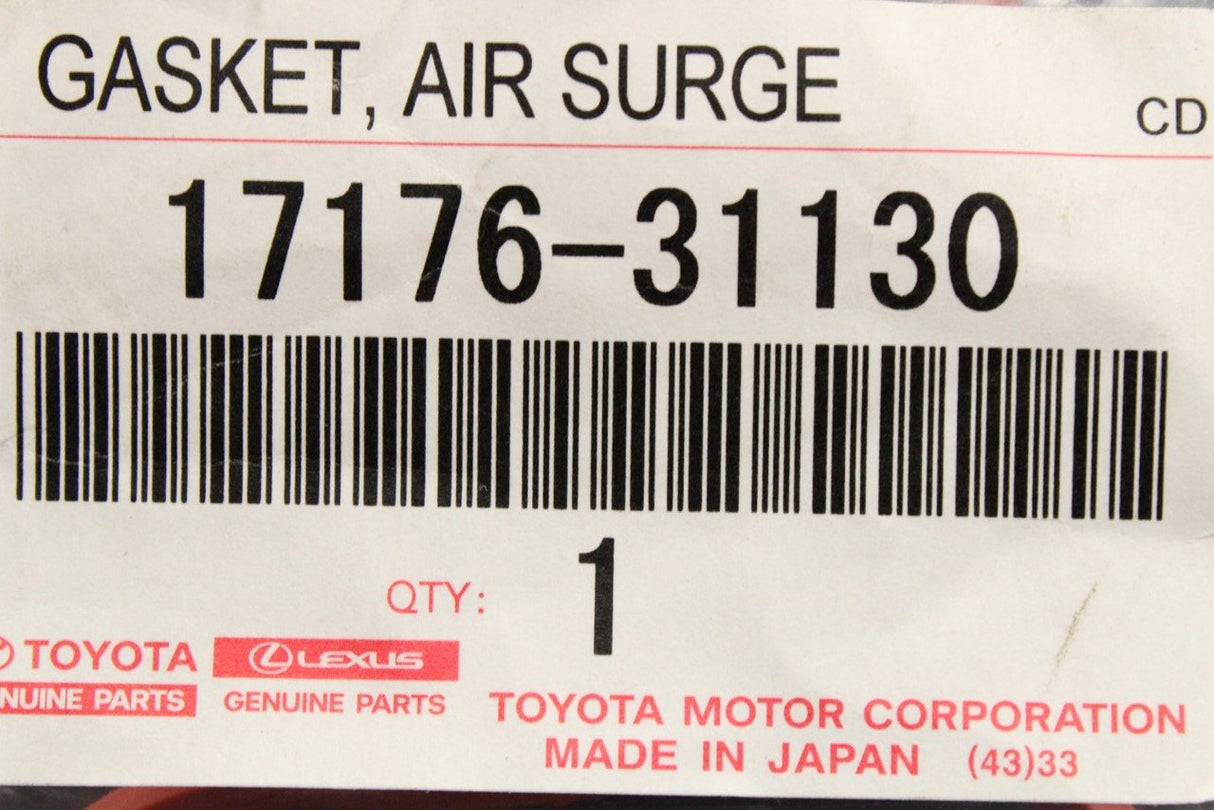 GASKET, AIR SURGE
CD
17176-31130
QTY: 1
TOYOTA LEXUS
NUINE PARTS GENUINE PARTS
TOYOTA MOTOR CORPORATION
MADE IN JAPAN (43)33